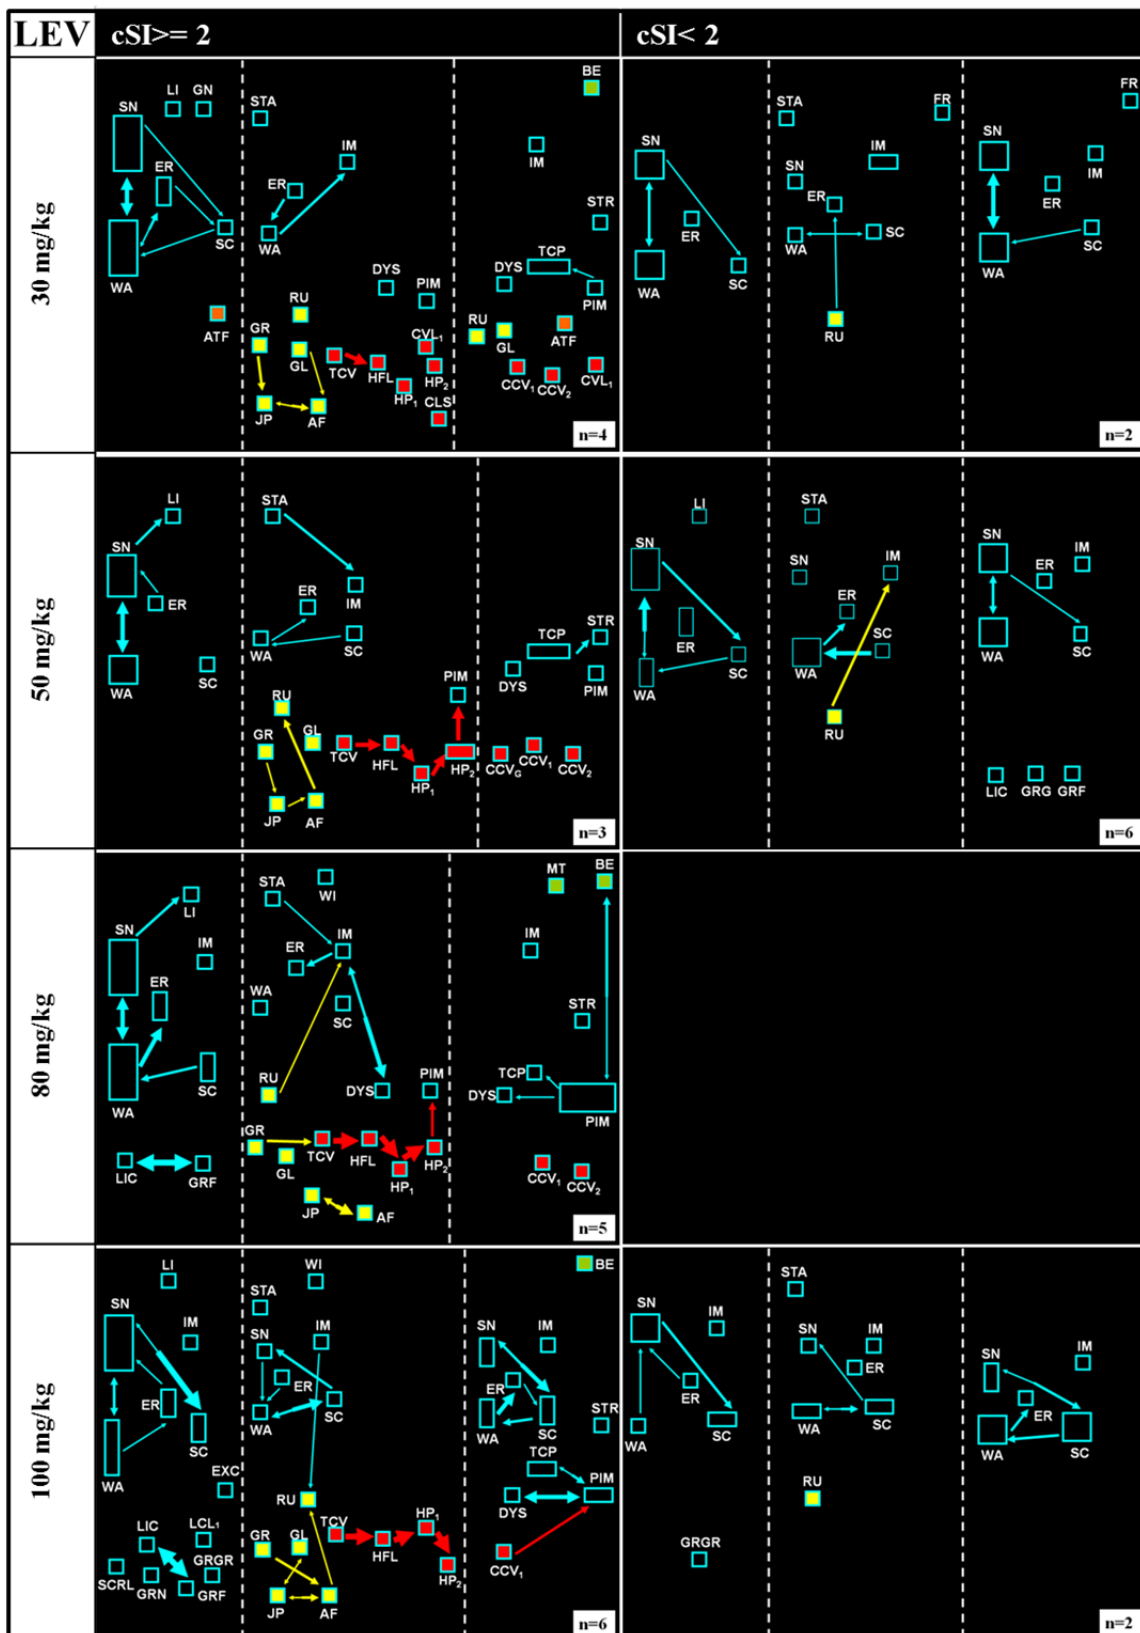 LEV cSI>= 2 cSI< 2
30 mg/kg
SN LI GN
ER
SC
WA
ATF
STA
IM
ER
WA
DYS PIM
RU
GR
GL
TCV HFL CVL1
HP1 HP2
CLS
JP AF
BE
IM
STR
TCP
DYS
PIM
RU GL ATF
CCV1 CCV2 CVL1
n=4
SN
ER
SC
WA
STA FR
IM
SN
ER
WA SC
RU
FR
SN
IM
ER
SC
WA
n=2
50 mg/kg
LI
SN
ER
SC
WA
STA
IM
ER
WA SC
PIM
RU
GR GL
TCV HFL
HP1 HP2
JP AF
TCP STR
DYS PIM
CCVG CCV1 CCV2
n=3
LI
SN
ER
SC
WA
STA
SN IM
ER
SC
WA
RU
SN
ER IM
WA SC
LIC GRG GRF
n=6
80 mg/kg
LI
SN
IM
ER
SC
WA
LIC GRF
STA WI
IM
ER
WA
SC
RU DYS PIM
GR
GL TCV HFL HP1 HP2
JP AF
MT BE
IM
STR
TCP
DYS
PIM
CCV1 CCV2
n=5
100 mg/kg
LI
SN
IM
ER
SC
WA
EXC
LIC LCL1
GRGR
SCRL GRN GRF
WI
STA
SN IM
ER
WA SC
RU
GR GL TCV
HFL HP1
HP2
JP AF
BE
SN IM
ER
WA SC
STR
TCP
PIM
DYS
CCV1
n=6
SN
IM
ER
WA SC
GRGR
STA
SN IM
ER
WA SC
RU
SN
IM
ER
WA SC
n=2